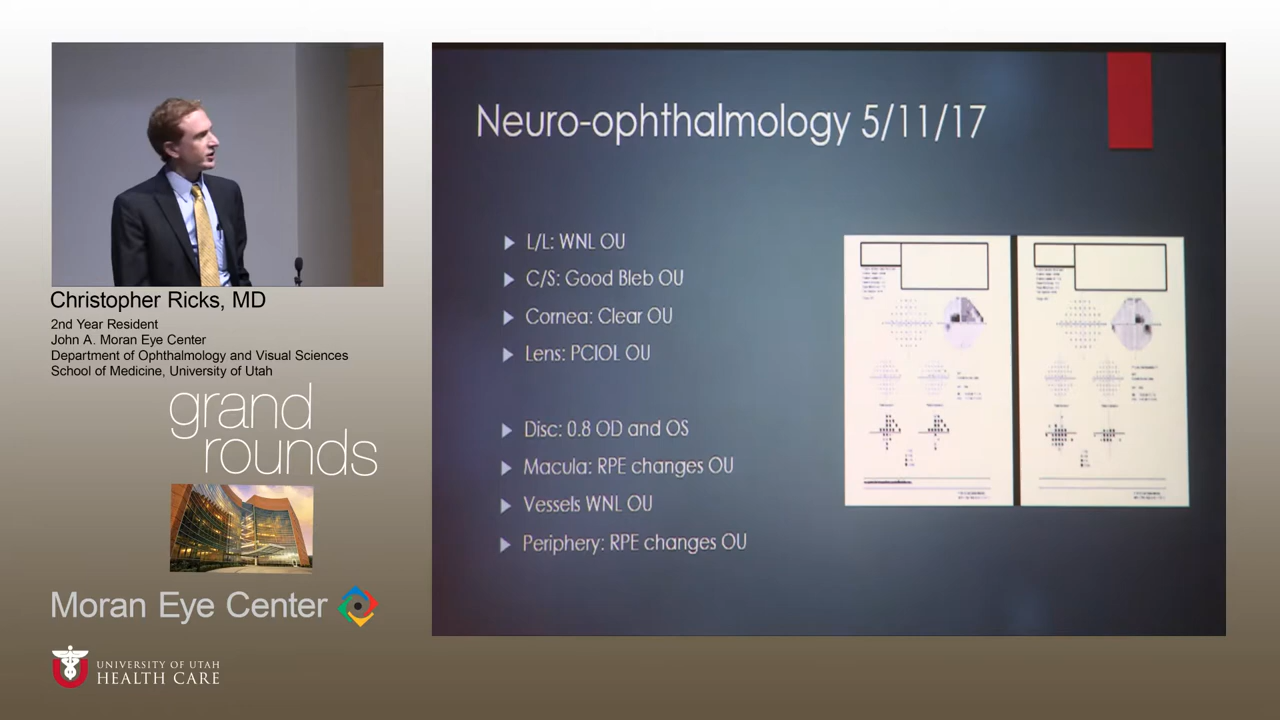 Christopher Ricks, MD
2nd Year Resident
John A. Moran Eye Center
Department of Ophthalmology and Visual Sciences
School of Medicine, University of Utah
grand
rounds
Moran Eye Center
UNIVERSITY OF UTAH
HEALTH CARE
Neuro-ophthalmology 5/11/17
L/L: WNL OU
C/S: Good Bleb OU
Cornea: Clear OU
Lens: PCIOL OU
Disc: 0.8 OD and OS
Macula: RPE changes OU
Vessels WNL OU
Periphery: RPE changes OU